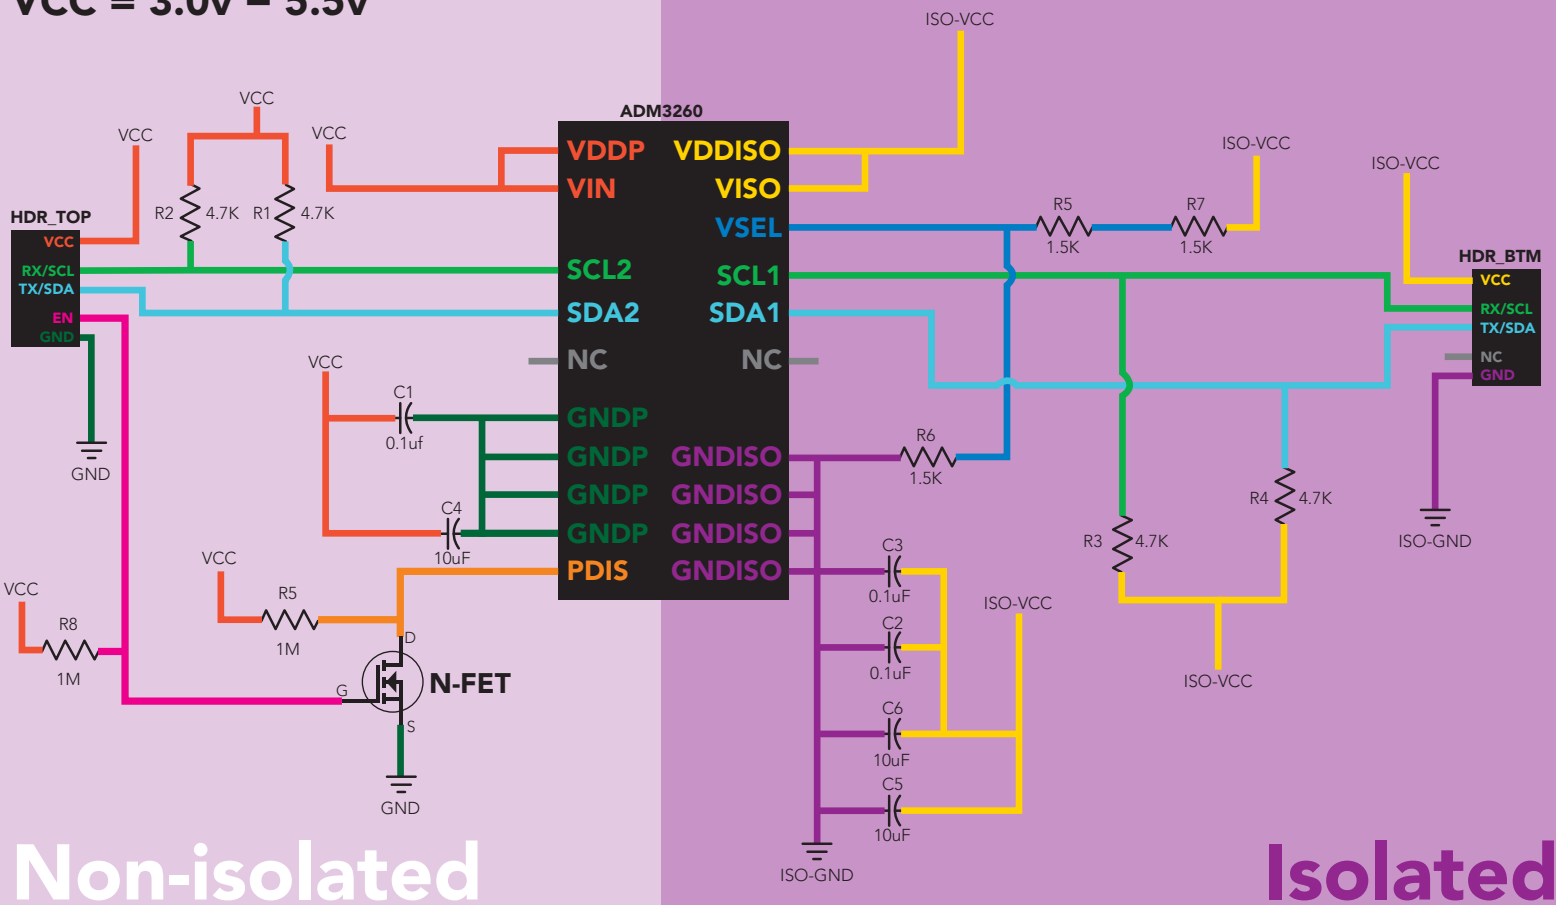 VCC = 3.0v – 5.5v
ISO-VCC
VCC
ADM3260
VCC
VCC
ISO-VCC
ISO-VCC
VDDP
VDDISO
VIN
VISO
R2
4.7K
R1
4.7K
R5
1.5K
R7
1.5K
HDR_TOP
VCC
RX/SCL
TX/SDA
EN
GND
GND
VSEL
SCL2
SCL1
SDA2
SDA1
NC
NC
HDR_BTM
VCC
RX/SCL
TX/SDA
NC
GND
ISO-GND
VCC
C1
0.1uf
C4
10uF
GNDP
GNDP
GNDISO
GNDP
GNDISO
GNDP
GNDISO
PDIS
GNDISO
R6
1.5K
R3
4.7K
R4
4.7K
ISO-VCC
VCC
R8
1M
VCC
R5
1M
D
G
S
N-FET
GND
C3
0.1uF
C2
0.1uF
C6
10uF
C5
10uF
ISO-VCC
ISO-GND
Non-isolated
Isolated